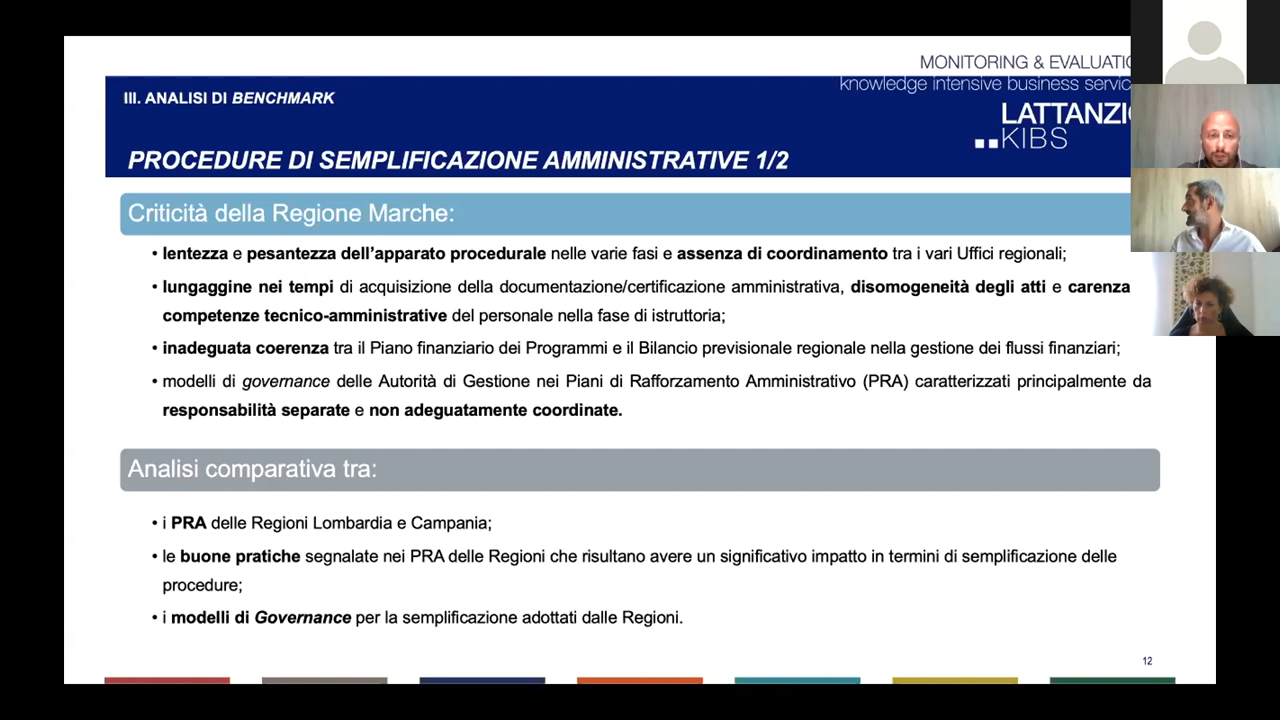 MONITORING & EVALUATIO
knowledge intensive business servic
III. ANALISI DI BENCHMARK
LATTANZIO
KIBS
PROCEDURE DI SEMPLIFICAZIONE AMMINISTRATIVE 1/2
Criticità della Regione Marche:
• lentezza e pesantezza dell’apparato procedurale nelle varie fasi e assenza di coordinamento tra i vari Uffici regionali;
• lungaggine nei tempi di acquisizione della documentazione/certificazione amministrativa, disomogeneità degli atti e carenza
competenze tecnico-amministrative del personale nella fase di istruttoria;
• inadeguata coerenza tra il Piano finanziario dei Programmi e il Bilancio previsionale regionale nella gestione dei flussi finanziari;
• modelli di governance delle Autorità di Gestione nei Piani di Rafforzamento Amministrativo (PRA) caratterizzati principalmente da
responsabilità separate e non adeguatamente coordinate.
Analisi comparativa tra:
• i PRA delle Regioni Lombardia e Campania;
• le buone pratiche segnalate nei PRA delle Regioni che risultano avere un significativo impatto in termini di semplificazione delle
procedure;
• i modelli di Governance per la semplificazione adottati dalle Regioni.
12